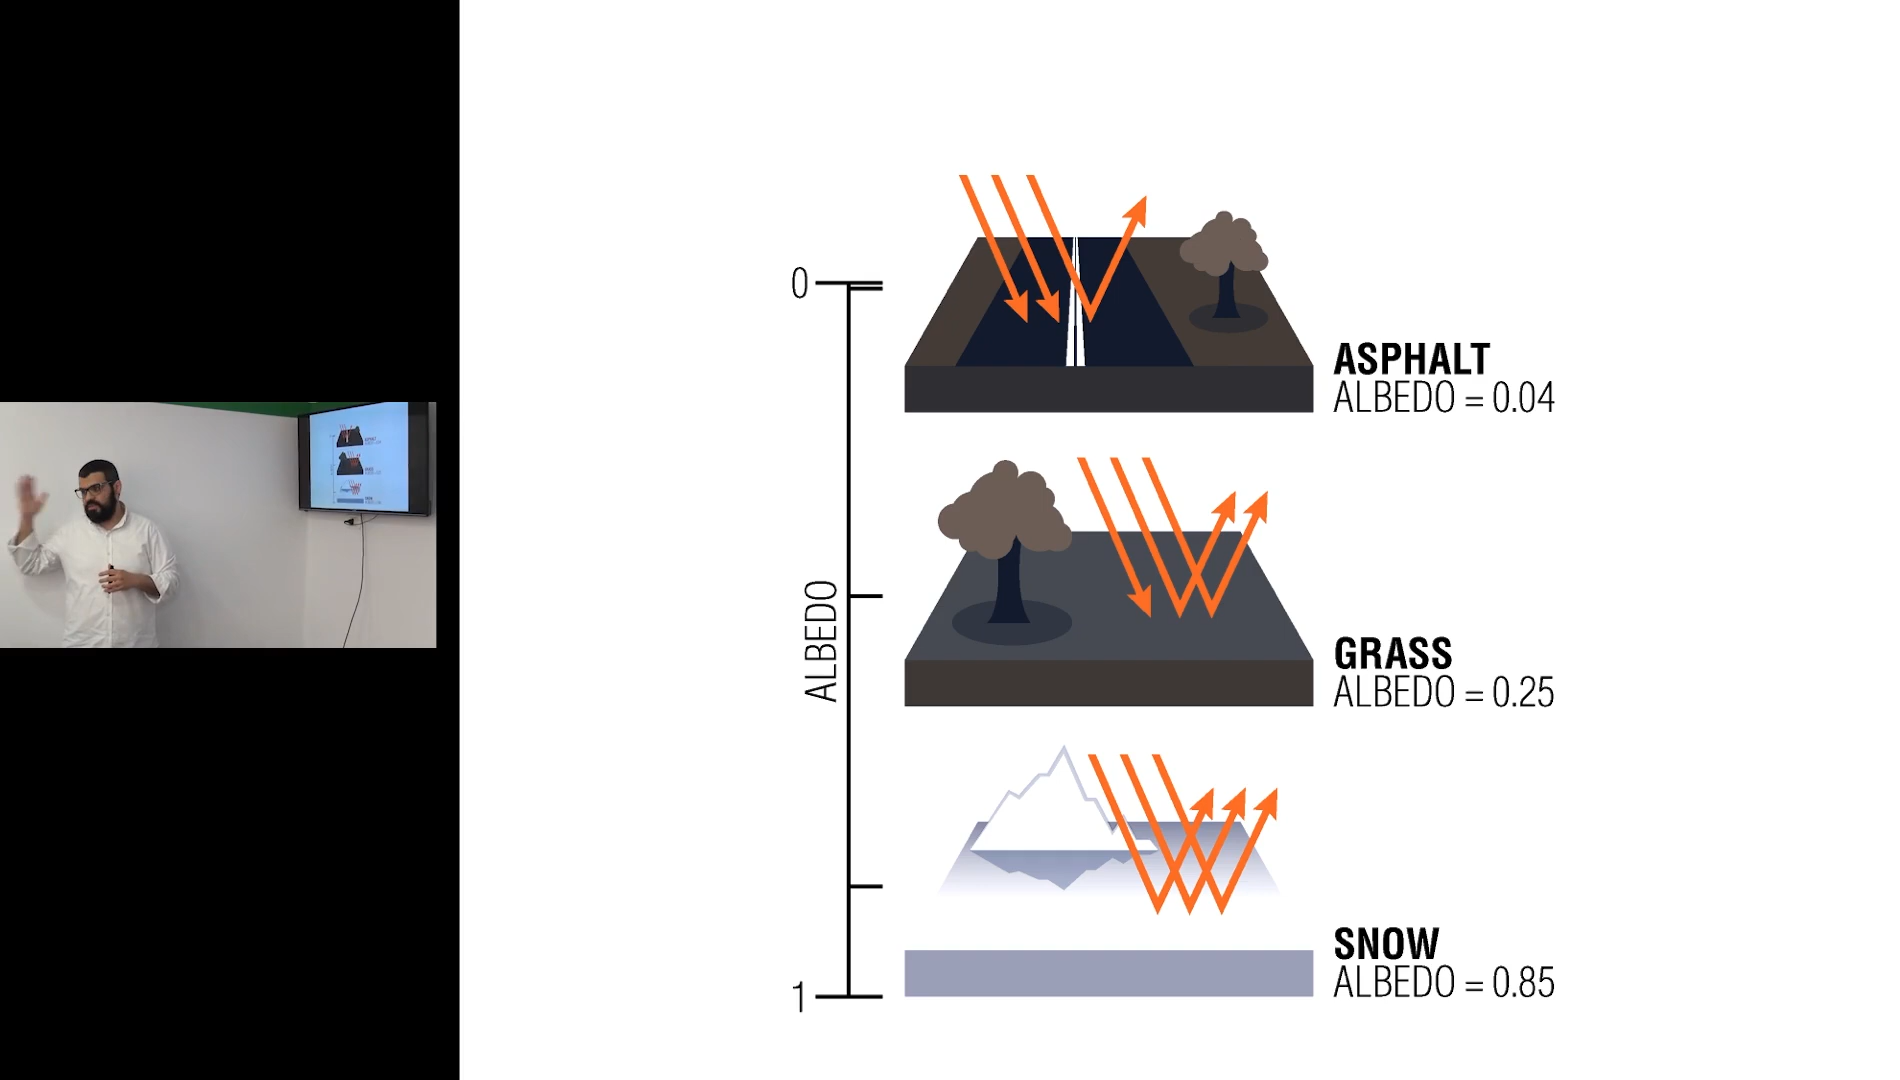 0
ASPHALT
ALBEDO = 0.04
ALBEDO
GRASS
ALBEDO = 0.25
SNOW
ALBEDO = 0.85
1